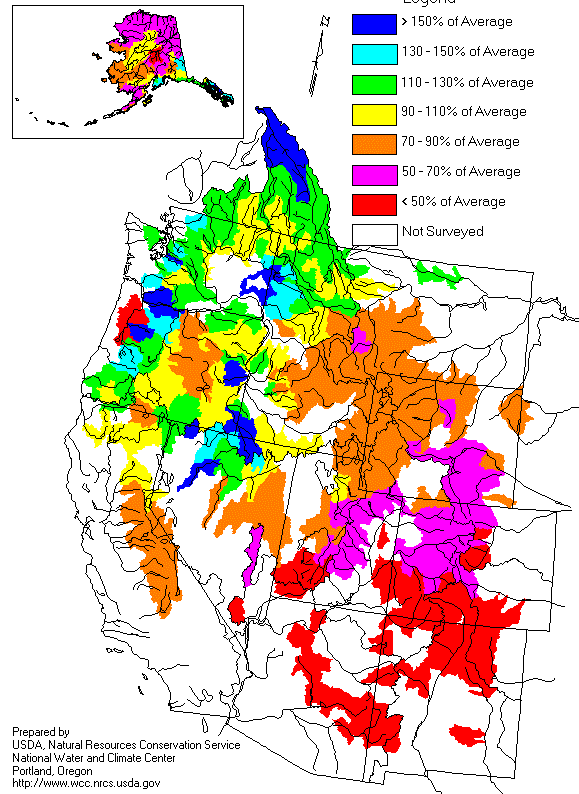 Legend
> 150% of Average
130 - 150% of Average
110 - 130% of Average
90 - 110% of Average
70 - 90% of Average
50 - 70% of Average
< 50% of Average
Not Surveyed
Prepared by
USDA, Natural Resources Conservation Service
National Water and Climate Center
Portland, Oregon
http://www.wcc.nrcs.usda.gov